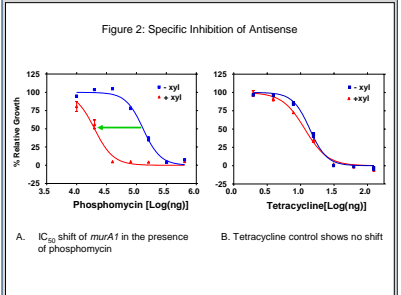 Figure 2: Specific Inhibition of Antisense
125
100
75
50
25
0
-25
% Relative Growth
- xyl
+ xyl
3.5 4.0 4.5 5.0 5.5 6.0
Phosphomycin [Log(ng)]
125
100
75
50
25
0
-25
- xyl
+xyl
0.0 0.5 1.0 1.5 2.0
Tetracycline[Log(ng)]
A. IC50 shift of murA1 in the presence
of phosphomycin
B. Tetracycline control shows no shift